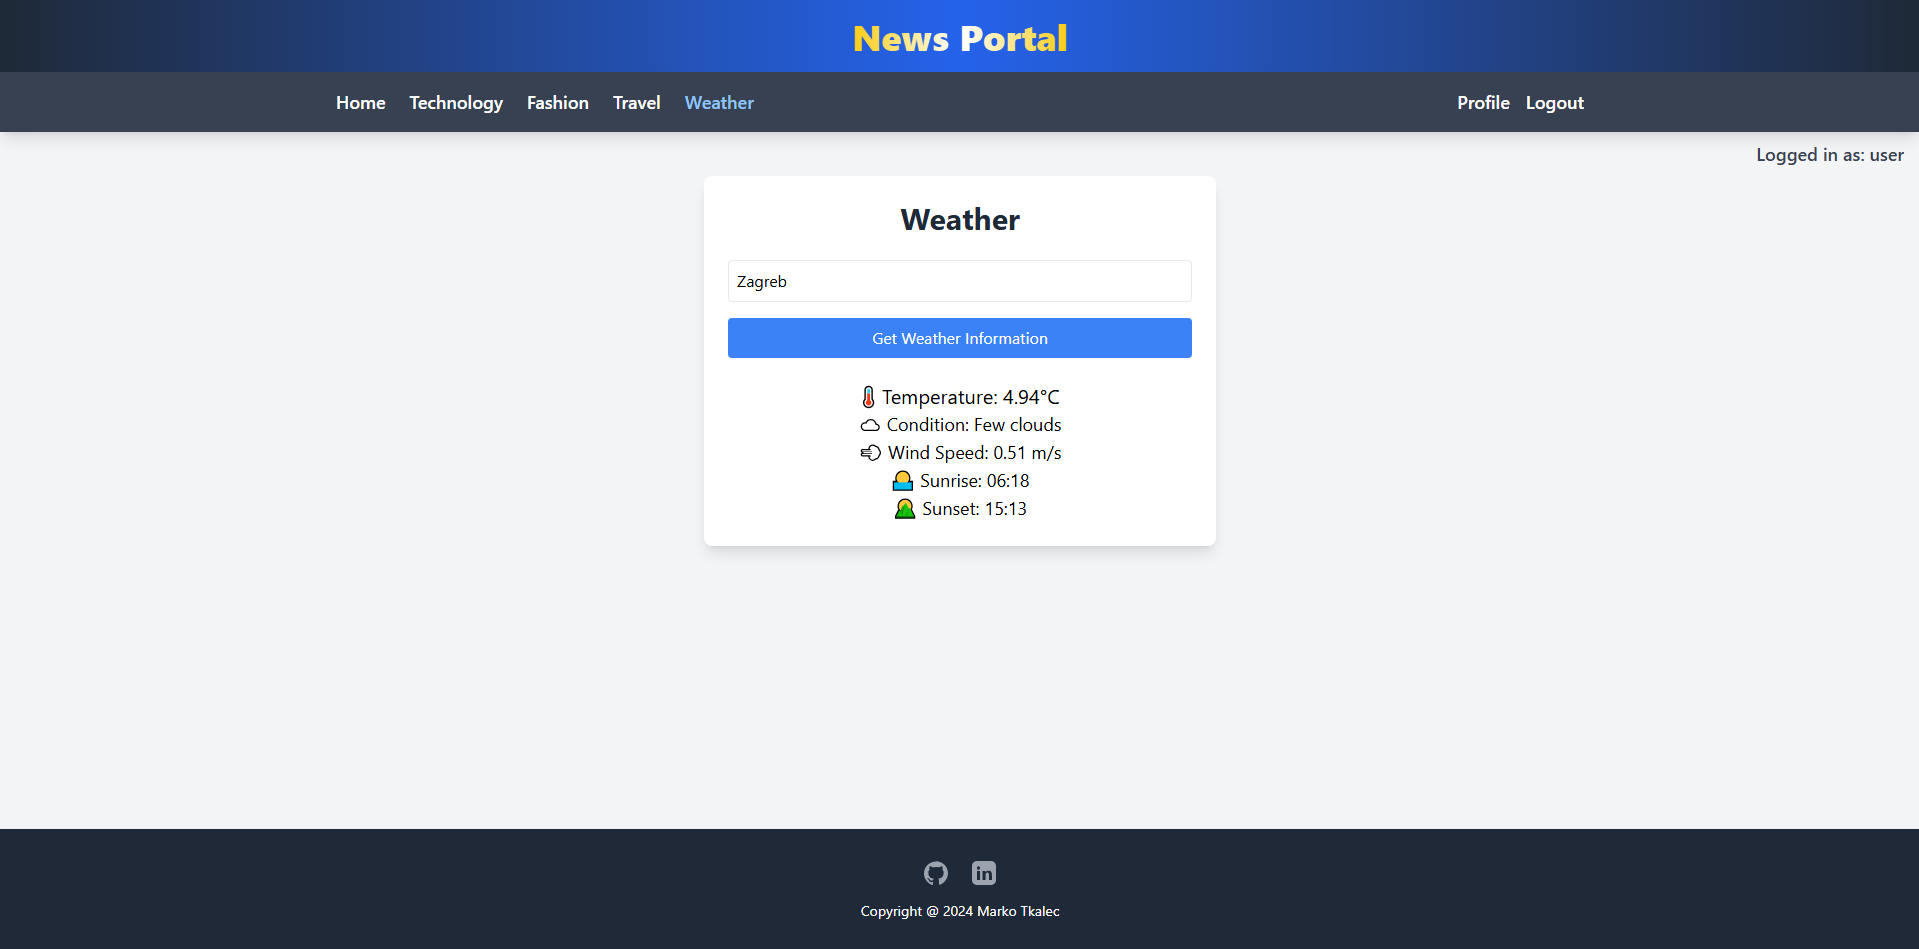 News Portal
Home Technology Fashion Travel Weather Profile Logout
Logged in as: user
Weather
Zagreb
Get Weather Information
Temperature: 4.94°C
Condition: Few clouds
Wind Speed: 0.51 m/s
Sunrise: 06:18
Sunset: 15:13
in
Copyright @ 2024 Marko Tkalec